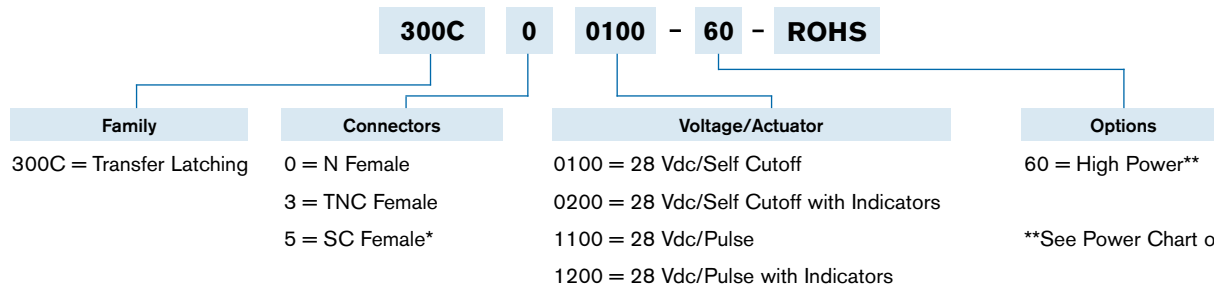 300C 0 0100 - 60 - ROHS
Family
300C = Transfer Latching
Connectors
0 = N Female
3 = TNC Female
5 = SC Female*
Voltage/Actuator
0100 = 28 Vdc/Self Cutoff
0200 = 28 Vdc/Self Cutoff with Indicators
1100 = 28 Vdc/Pulse
1200 = 28 Vdc/Pulse with Indicators
Options
60 = High Power**
**See Power Chart